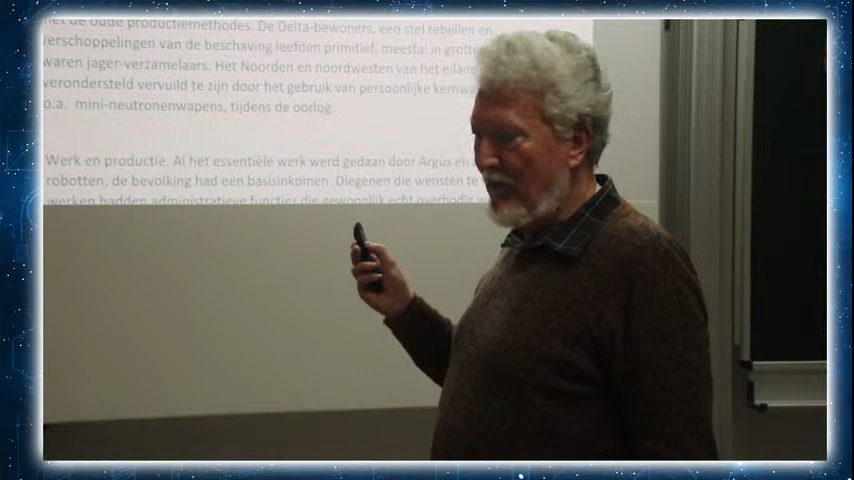 met de oude productiemethodes. De Delta-bewoners, een stel rebellen en
verschoppelingen van de beschaving leefden primitief, meestal in grotten
waren jager-verzamelaars. Het Noorden en noordwesten van het
verondersteld vervuild te zijn door het gebruik van persoonlijke
o.a. mini-neutronenwapens, tijdens de oorlog.
Werk en productie. Al het essentiële werk werd gedaan door Argus en
robotten, de bevolking had een basisinkomen. Diegenen die wensten te
werken hadden administratieve functies die gewoonlijk echt overbodig